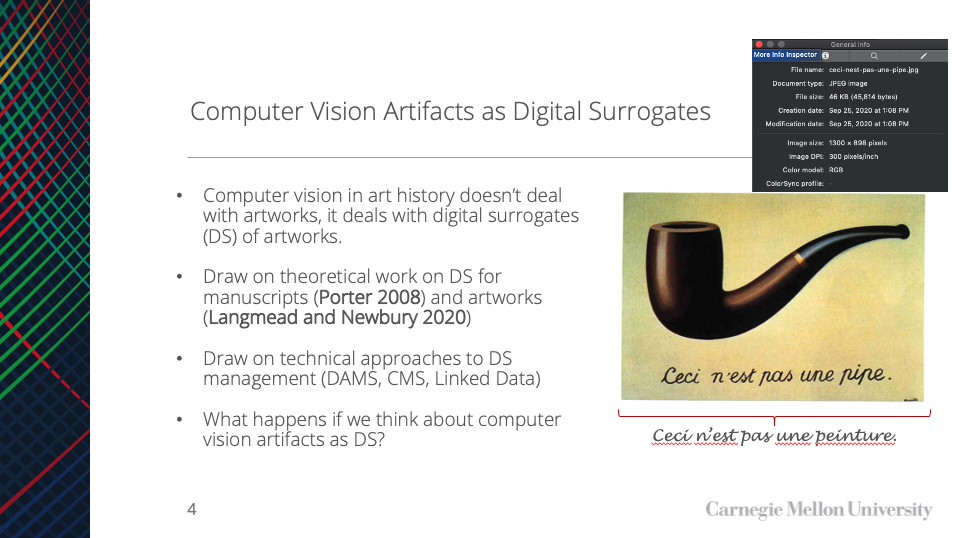 Computer Vision Artifacts as Digital Surrogates
• Computer vision in art history doesn’t deal
with artworks, it deals with digital surrogates
(DS) of artworks.
• Draw on theoretical work on DS for
manuscripts (Porter 2008) and artworks
(Langmead and Newbury 2020)
• Draw on technical approaches to DS
management (DAMS, CMS, Linked Data)
• What happens if we think about computer
vision artifacts as DS?
General Info
More Info Inspector
File name: ceci-nest-pas-une-pipe.jpg
Document type: JPEG image
File size: 46 KB (45,814 bytes)
Creation date: Sep 25, 2020 at 1:08 PM
Modification date: Sep 25, 2020 at 1:08 PM
Image size: 1300 × 898 pixels
Image DPI: 300 pixels/inch
Color model: RGB
ColorSync profile: -
Ceci n'est pas une pipe.
Ceci n’est pas une peinture.
4
Carnegie Mellon University